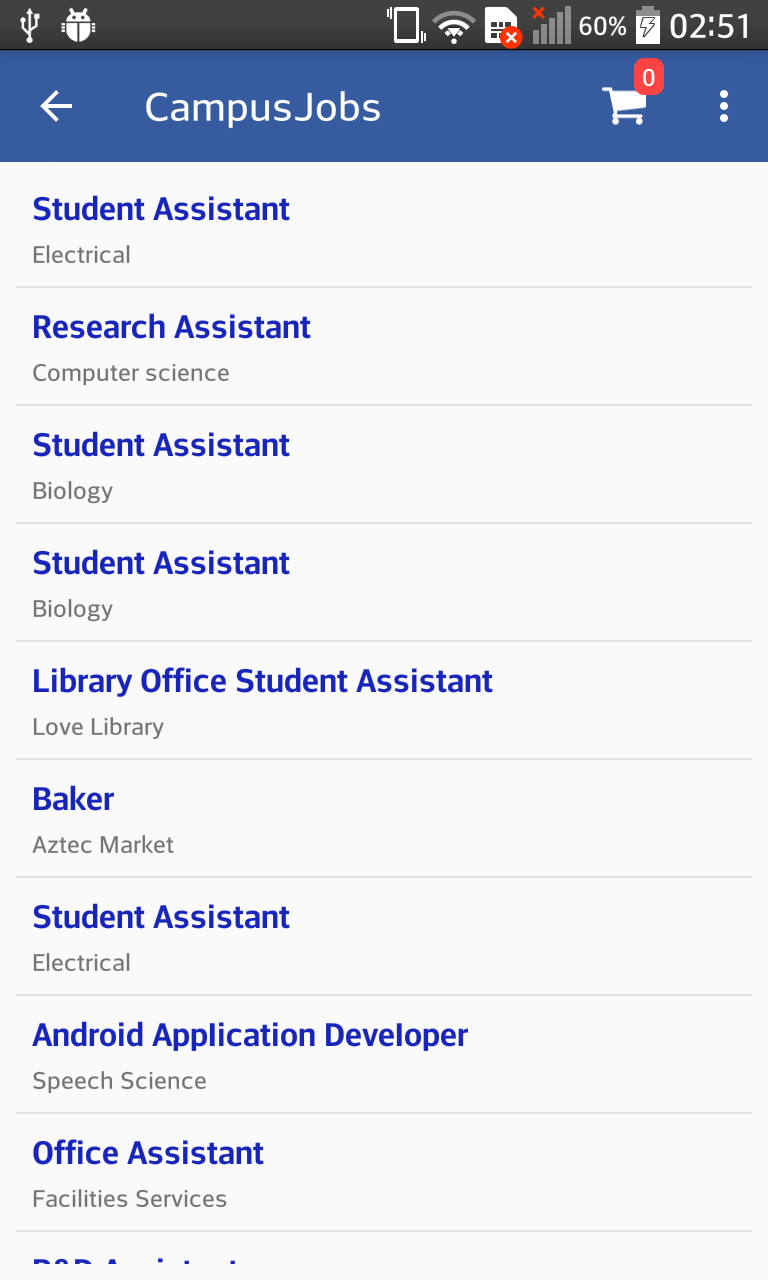 60% 02:51
CampusJobs 0
Student Assistant
Electrical
Research Assistant
Computer science
Student Assistant
Biology
Student Assistant
Biology
Library Office Student Assistant
Love Library
Baker
Aztec Market
Student Assistant
Electrical
Android Application Developer
Speech Science
Office Assistant
Facilities Services